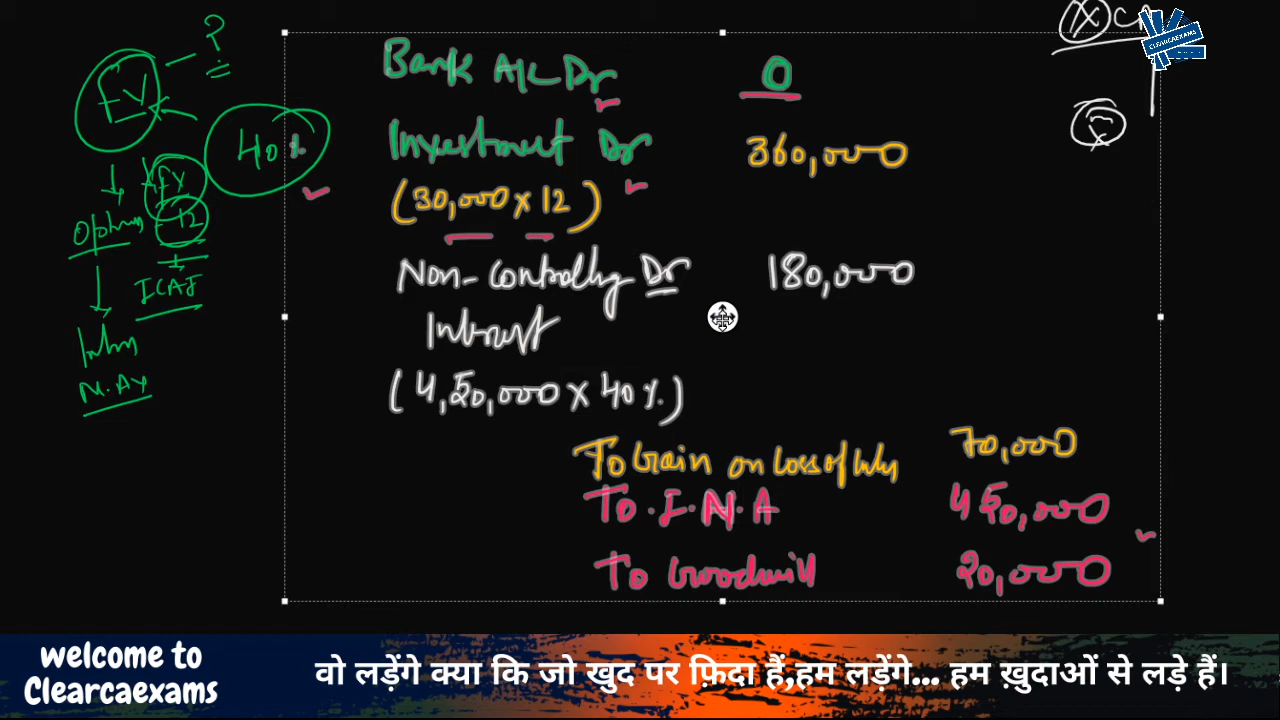 ?
FV
40%
FV
Options 12
ICAI
Bank A/c Dr 0
Investment Dr 360,000
(30,000 x 12)
Non-controlling Dr 180,000
Interest
(4,50,000 x 40%)
To Gain on Loss of 70,000
To I.N.A 450,000
To Goodwill 20,000
CLEARCAEXAMS
welcome to
Clearcaexams
वो लड़ेंगे क्या कि जो खुद पर फ़िदा हैं,हम लड़ेंगे... हम ख़ुदाओं से लड़े हैं।